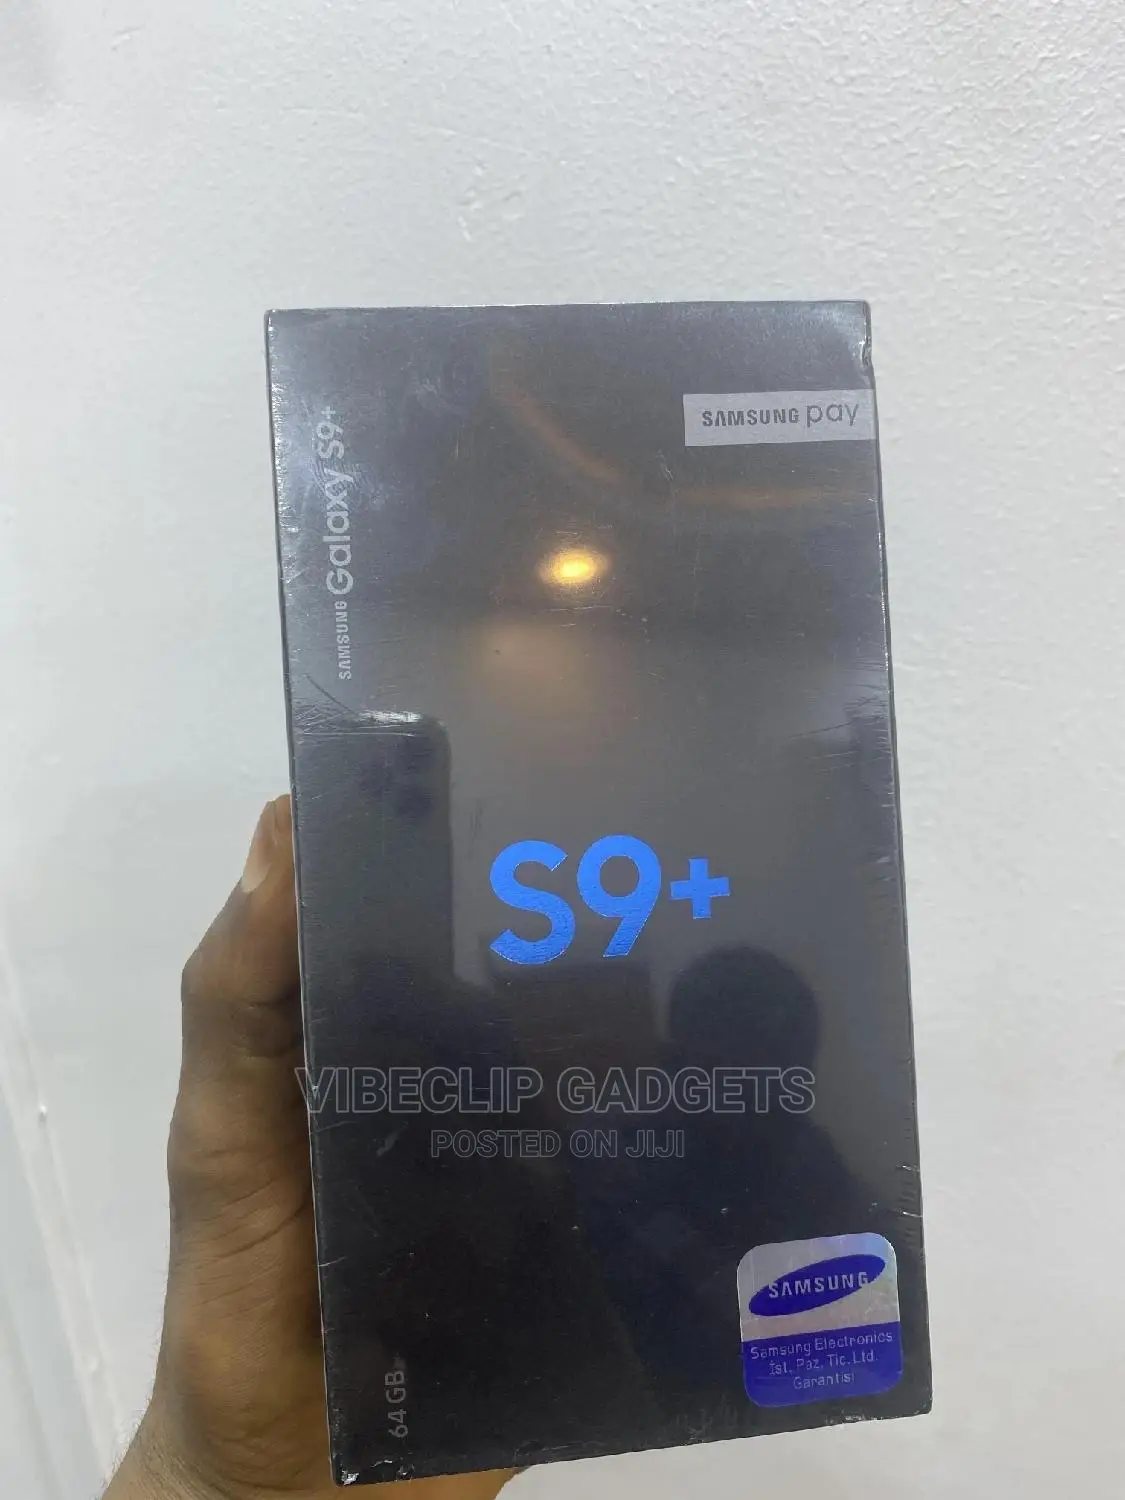 SAMSUNG pay
SAMSUNG Galaxy S9+
S9+
VIBECLIP GADGETS
POSTED ON JIJI
SAMSUNG
Samsung Electronics
İst. Paz. Tic. Ltd.
Garantisi
64 GB